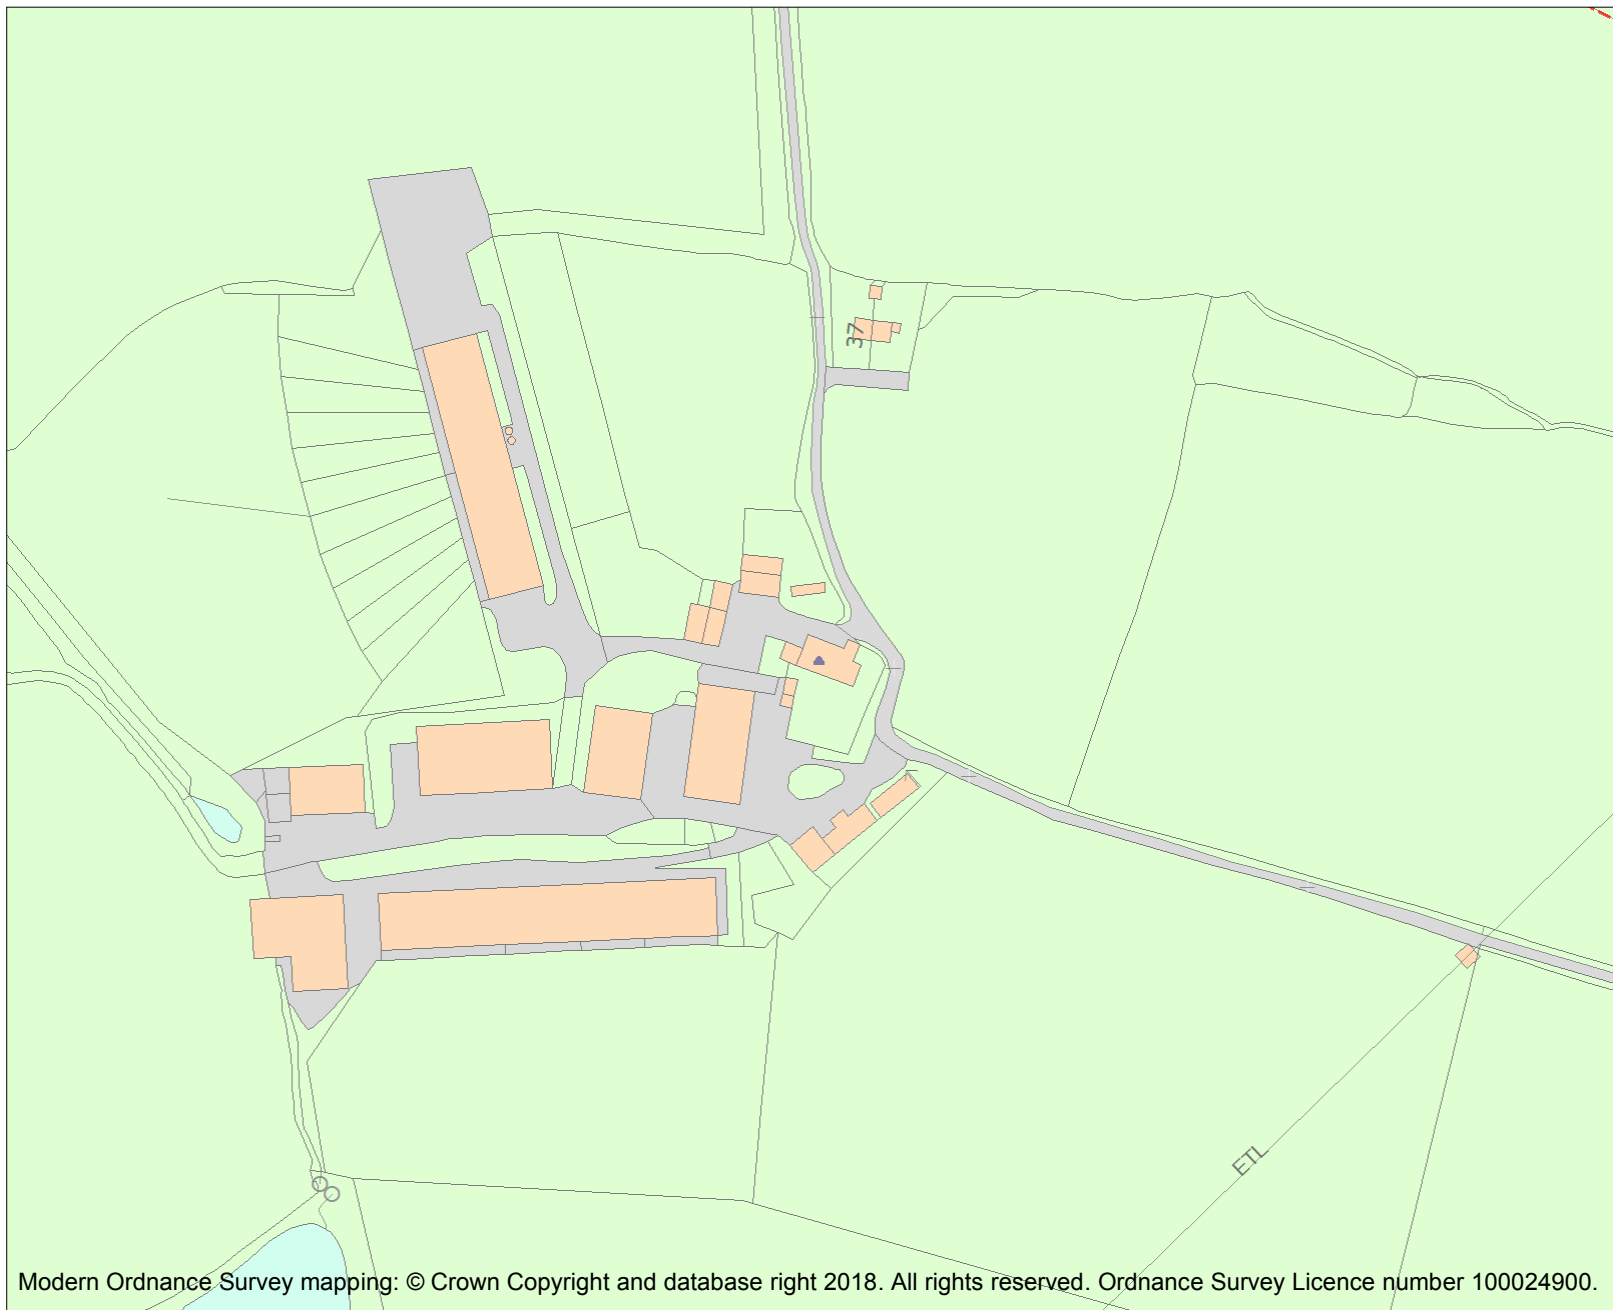 37
ETL
Modern Ordnance Survey mapping: © Crown Copyright and database right 2018. All rights reserved. Ordnance Survey Licence number 100024900.